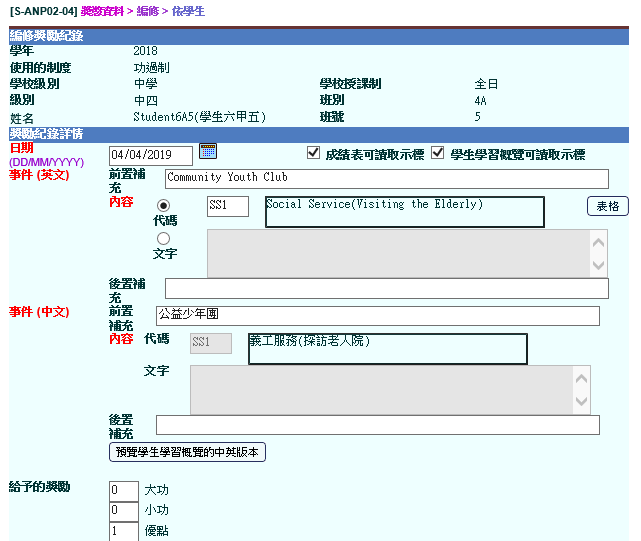 [S-ANP02-04] 獎懲資料 > 編修 > 依學生
編修獎勵紀錄
學年 2018
使用的制度 功過制
學校級別 中學 學校授課制 全日
級別 中四 班別 4A
姓名 Student6A5(學生六甲五) 班號 5
獎勵紀錄詳情
日期 (DD/MM/YYYY) 04/04/2019 成績表可讀取示標 學生學習概覽可讀取示標
事件 (英文) 前置補充 Community Youth Club
內容 代碼 SS1 Social Service(Visiting the Elderly) 表格
文字
後置補充
事件 (中文) 前置補充 公益少年團
內容 代碼 SS1 義工服務(探訪老人院)
文字
後置補充
預覽學生學習概覽的中英版本
給予的獎勵 0 大功
0 小功
1 優點